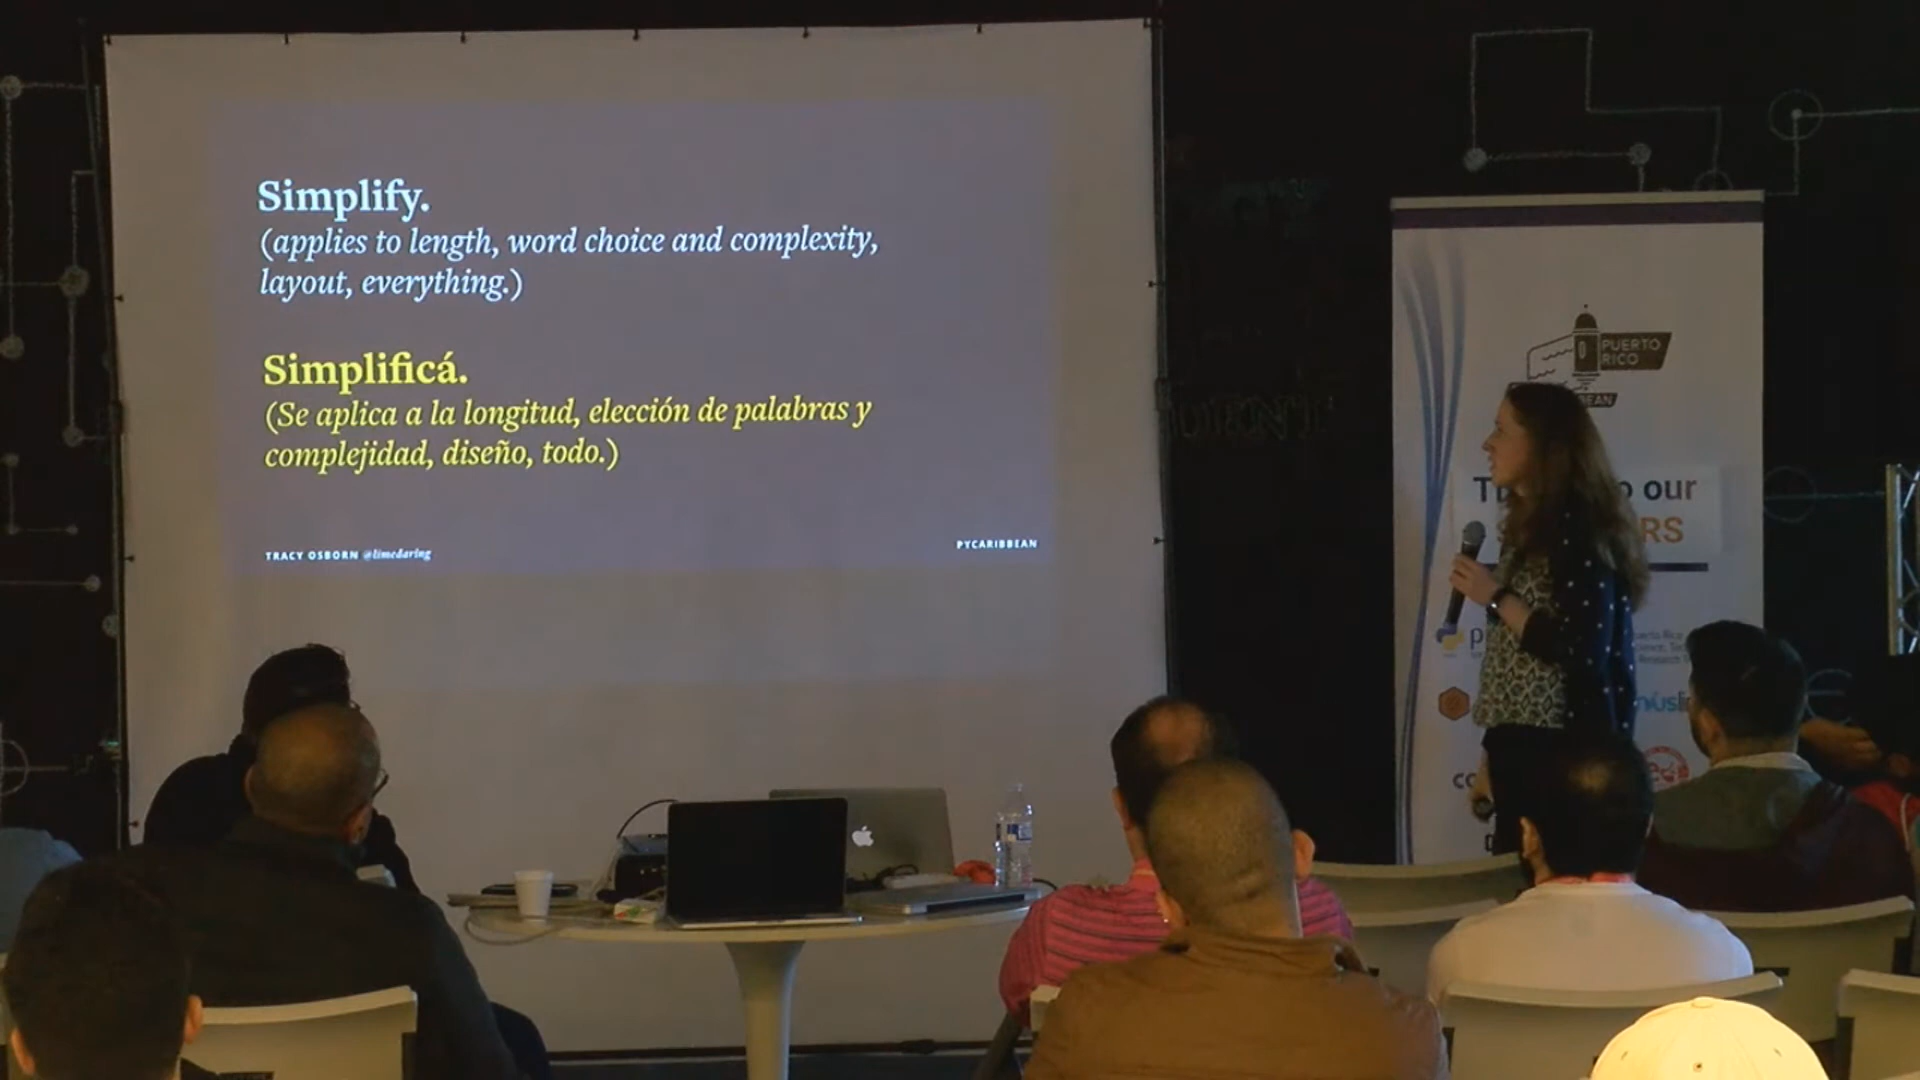 Simplify.
(applies to length, word choice and complexity,
layout, everything.)
Simplificá.
(Se aplica a la longitud, elección de palabras y
complejidad, diseño, todo.)
TRACY OSBORN @limedaring
PYCARIBBEAN
PUERTO
RICO
our